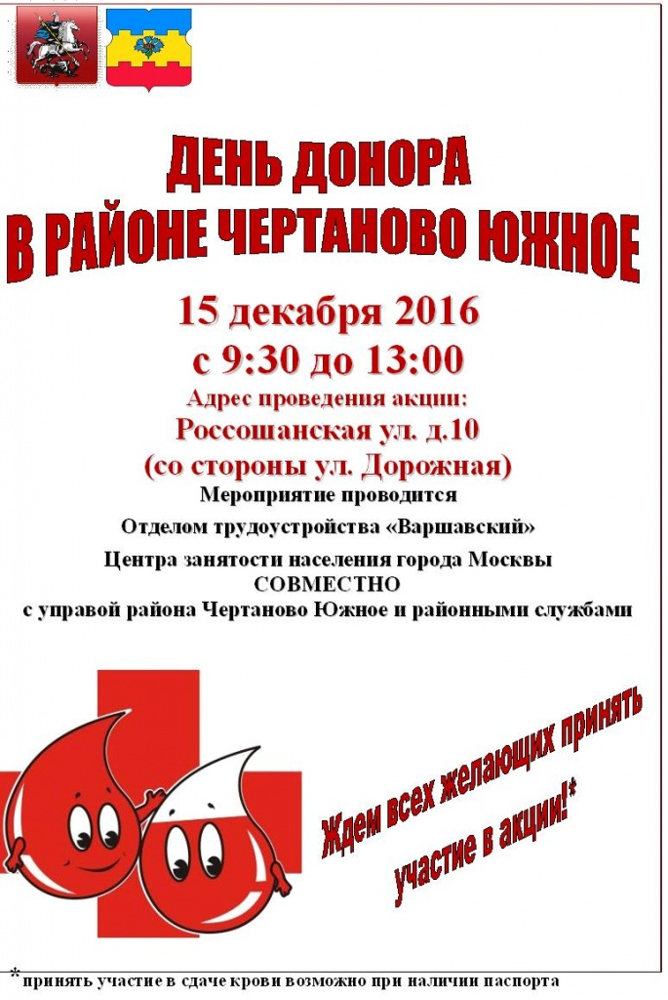 ДЕНЬ ДОНОРА
В РАЙОНЕ ЧЕРТАНОВО ЮЖНОЕ
15 декабря 2016
с 9:30 до 13:00
Адрес проведения акции:
Россошанская ул. д.10
(со стороны ул. Дорожная)
Мероприятие проводится
Отделом трудоустройства «Варшавский»
Центра занятости населения города Москвы
СОВМЕСТНО
с управой района Чертаново Южное и районными службами
Ждем всех желающих принять
участие в акции!*
*принять участие в сдаче крови возможно при наличии паспорта